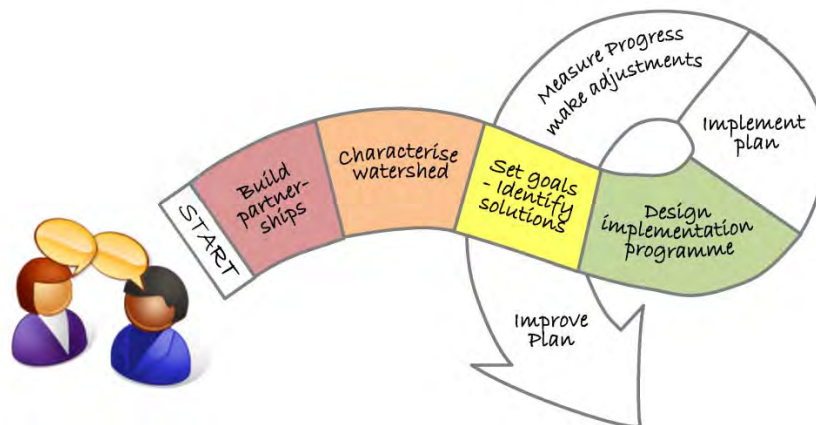 START
Build
partner-
ships
Characterise
watershed
Set goals
- Identify
solutions
Design
implementation
programme
Implement
plan
Measure Progress
make adjustments
Improve
Plan